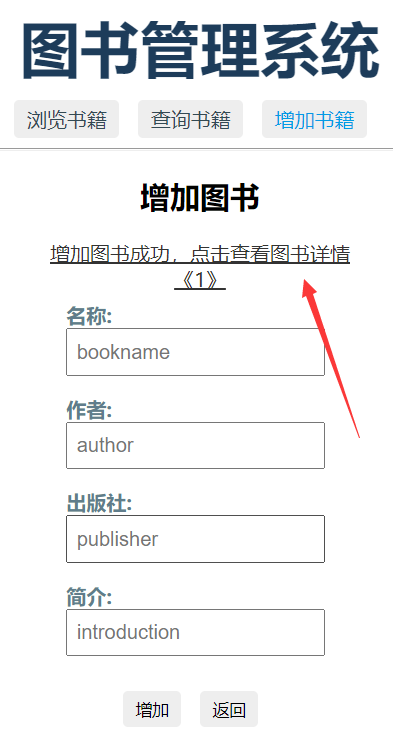 图书管理系统
浏览书籍 查询书籍 增加书籍
增加图书
增加图书成功，点击查看图书详情
《1》
名称:
bookname
作者:
author
出版社:
publisher
简介:
introduction
增加 返回